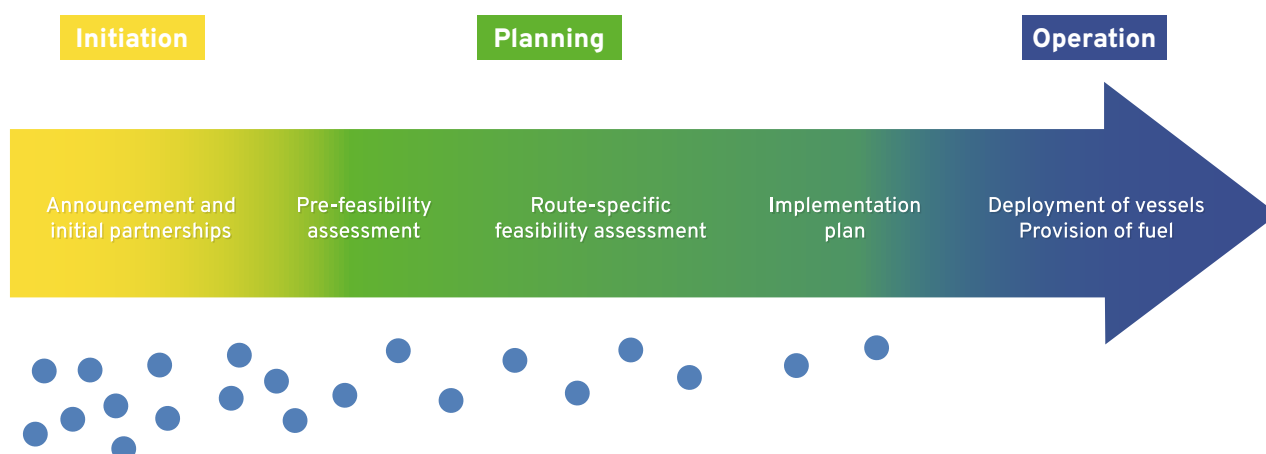 Initiation
Planning
Operation
Announcement and
initial partnerships
Pre-feasibility
assessment
Route-specific
feasibility assessment
Implementation
plan
Deployment of vessels
Provision of fuel